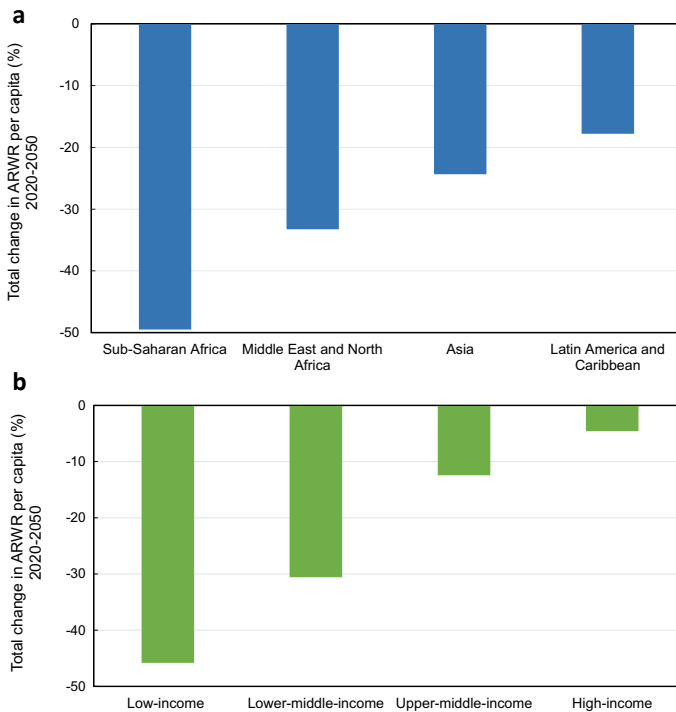 a
Total change in ARWR per capita (%)
2020-2050
0
-10
-20
-30
-40
-50
Sub-Saharan Africa
Middle East and North
Africa
Asia
Latin America and
Caribbean
b
Total change in ARWR per capita (%)
2020-2050
0
-10
-20
-30
-40
-50
Low-income
Lower-middle-income
Upper-middle-income
High-income